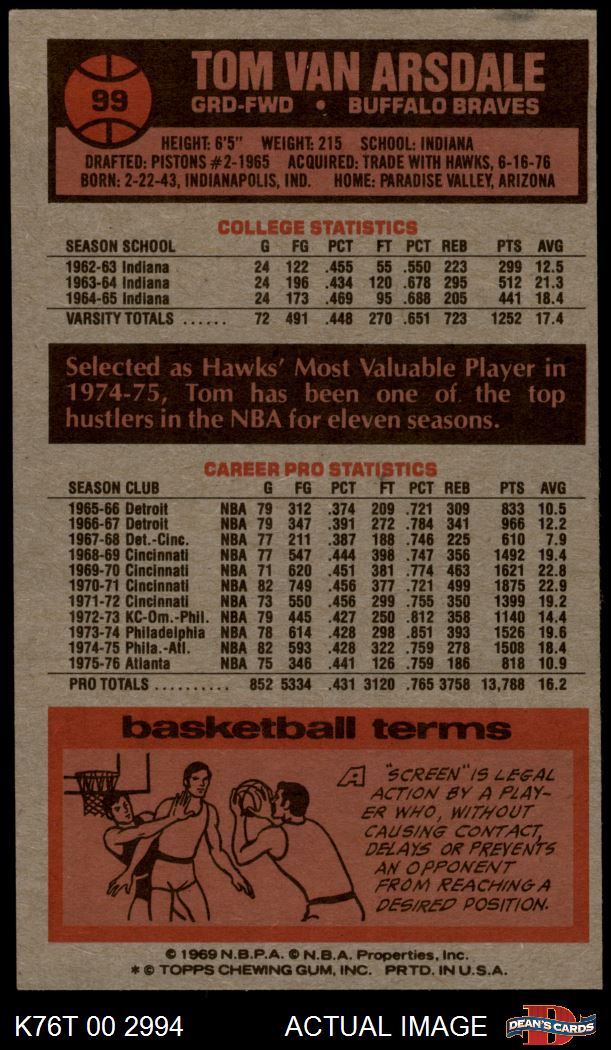 99
TOM VAN ARSDALE
GRD-FWD • BUFFALO BRAVES
HEIGHT: 6'5" WEIGHT: 215 SCHOOL: INDIANA
DRAFTED: PISTONS #2-1965 ACQUIRED: TRADE WITH HAWKS, 6-16-76
BORN: 2-22-43, INDIANAPOLIS, IND. HOME: PARADISE VALLEY, ARIZONA
COLLEGE STATISTICS
SEASON SCHOOL G FG PCT FT PCT REB PTS AVG
1962-63 Indiana 24 122 .455 55 .550 223 299 12.5
1963-64 Indiana 24 196 .434 120 .678 295 512 21.3
1964-65 Indiana 24 173 .469 95 .688 205 441 18.4
VARSITY TOTALS ...... 72 491 .448 270 .651 723 1252 17.4
Selected as Hawks' Most Valuable Player in
1974-75, Tom has been one of the top
hustlers in the NBA for eleven seasons.
CAREER PRO STATISTICS
SEASON CLUB G FG PCT FT PCT REB PTS AVG
1965-66 Detroit NBA 79 312 .374 209 .721 309 833 10.5
1966-67 Detroit NBA 79 347 .391 272 .784 341 966 12.2
1967-68 Det.-Cinc. NBA 77 211 .387 188 .746 225 610 7.9
1968-69 Cincinnati NBA 77 547 .444 398 .747 356 1492 19.4
1969-70 Cincinnati NBA 71 620 .451 381 .774 463 1621 22.8
1970-71 Cincinnati NBA 82 749 .456 377 .721 499 1875 22.9
1971-72 Cincinnati NBA 73 550 .456 299 .755 350 1399 19.2
1972-73 KC-Om.-Phil. NBA 79 445 .427 250 .812 358 1140 14.4
1973-74 Philadelphia NBA 78 614 .428 298 .851 393 1526 19.6
1974-75 Phila.-Atl. NBA 82 593 .428 322 .759 278 1508 18.4
1975-76 Atlanta NBA 75 346 .441 126 .759 186 818 10.9
PRO TOTALS .......... 852 5334 .431 3120 .765 3758 13,788 16.2
basketball terms
A "SCREEN" IS LEGAL
ACTION BY A PLAY-
ER WHO, WITHOUT
CAUSING CONTACT,
DELAYS OR PREVENTS
AN OPPONENT
FROM REACHING A
DESIRED POSITION.
© 1969 N.B.P.A. © N.B.A. Properties, Inc.
* © TOPPS CHEWING GUM, INC. PRTD. IN U.S.A.
K76T 00 2994 ACTUAL IMAGE
D
DEAN'S CARDS